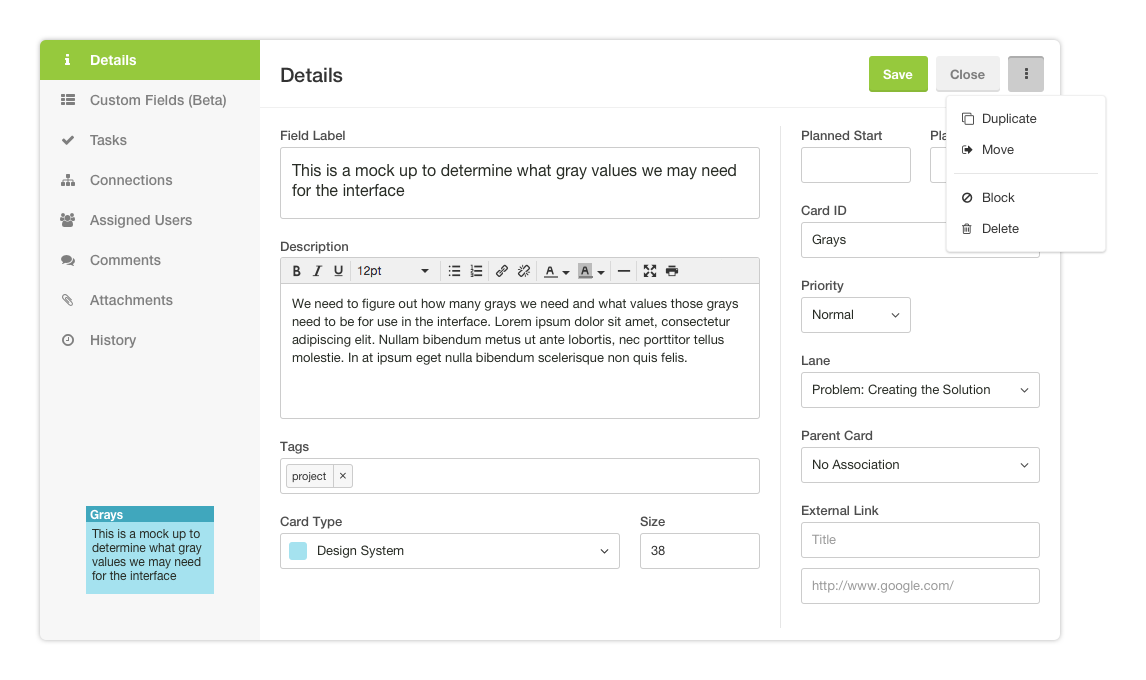 Details
Custom Fields (Beta)
Tasks
Connections
Assigned Users
Comments
Attachments
History
Grays
This is a mock up to
determine what gray
values we may need
for the interface
Details
Save
Close
Duplicate
Move
Block
Delete
Field Label
This is a mock up to determine what gray values we may need
for the interface
Description
B I U 12pt A A
We need to figure out how many grays we need and what values those grays
need to be for use in the interface. Lorem ipsum dolor sit amet, consectetur
adipiscing elit. Nullam bibendum metus ut ante lobortis, nec porttitor tellus
molestie. In at ipsum eget nulla bibendum scelerisque non quis felis.
Tags
project ×
Card Type
Design System
Size
38
Planned Start
Card ID
Grays
Priority
Normal
Lane
Problem: Creating the Solution
Parent Card
No Association
External Link
Title
http://www.google.com/